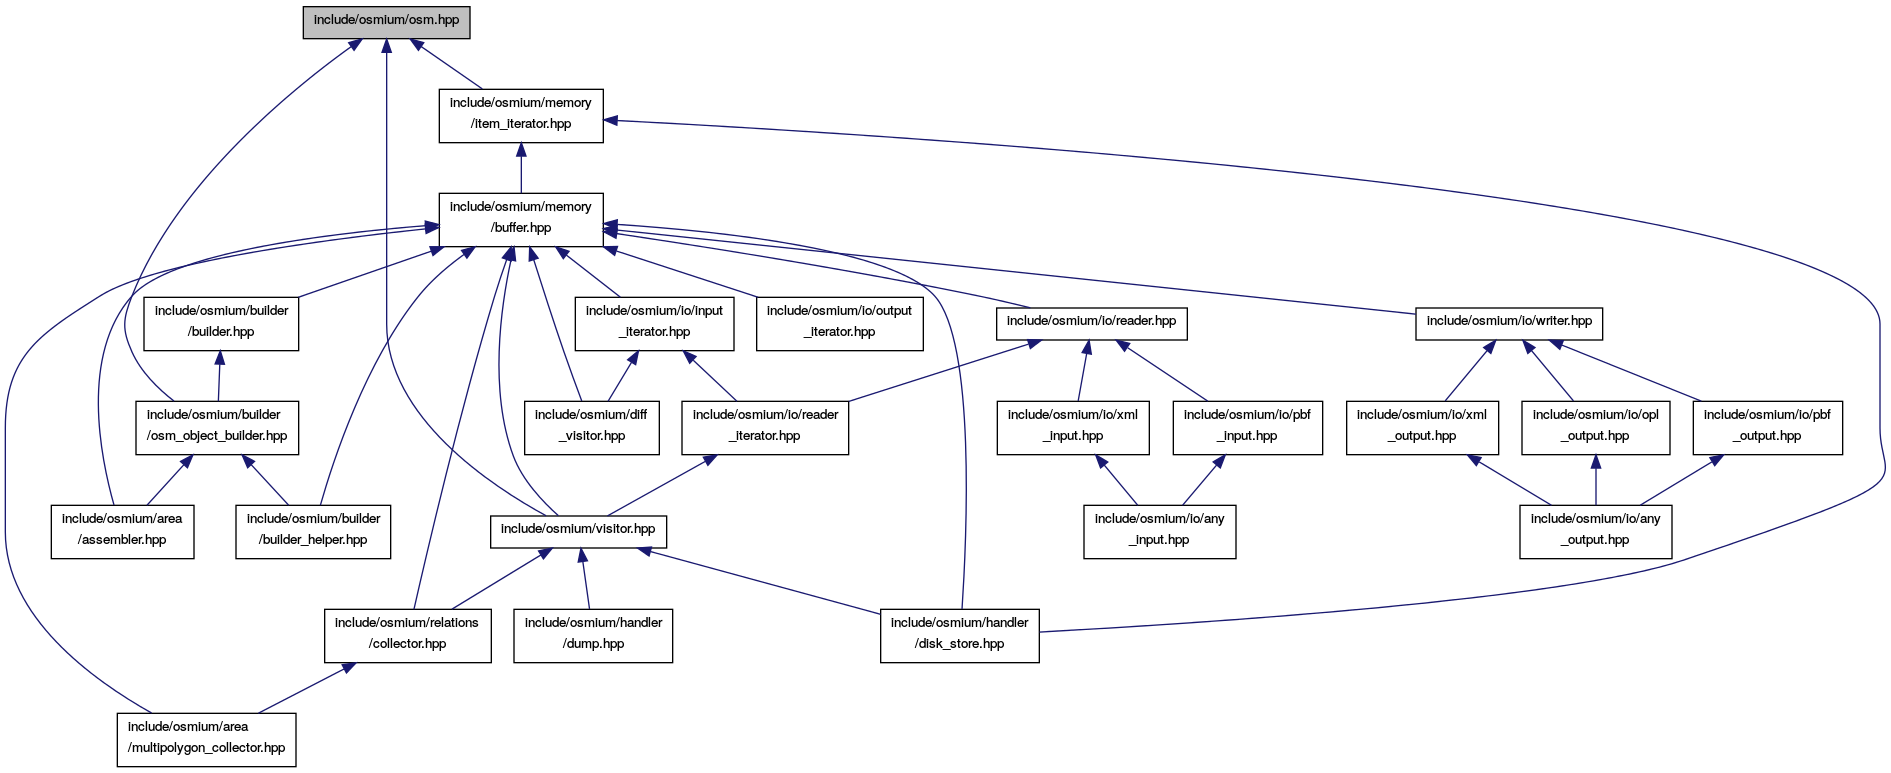 include/osmium/osm.hpp
include/osmium/memory
/item_iterator.hpp
include/osmium/memory
/buffer.hpp
include/osmium/builder
/builder.hpp
include/osmium/io/input
_iterator.hpp
include/osmium/io/output
_iterator.hpp
include/osmium/io/reader.hpp
include/osmium/io/writer.hpp
include/osmium/builder
/osm_object_builder.hpp
include/osmium/diff
_visitor.hpp
include/osmium/io/reader
_iterator.hpp
include/osmium/io/xml
_input.hpp
include/osmium/io/pbf
_input.hpp
include/osmium/io/xml
_output.hpp
include/osmium/io/opl
_output.hpp
include/osmium/io/pbf
_output.hpp
include/osmium/area
/assembler.hpp
include/osmium/builder
/builder_helper.hpp
include/osmium/visitor.hpp
include/osmium/io/any
_input.hpp
include/osmium/io/any
_output.hpp
include/osmium/relations
/collector.hpp
include/osmium/handler
/dump.hpp
include/osmium/handler
/disk_store.hpp
include/osmium/area
/multipolygon_collector.hpp